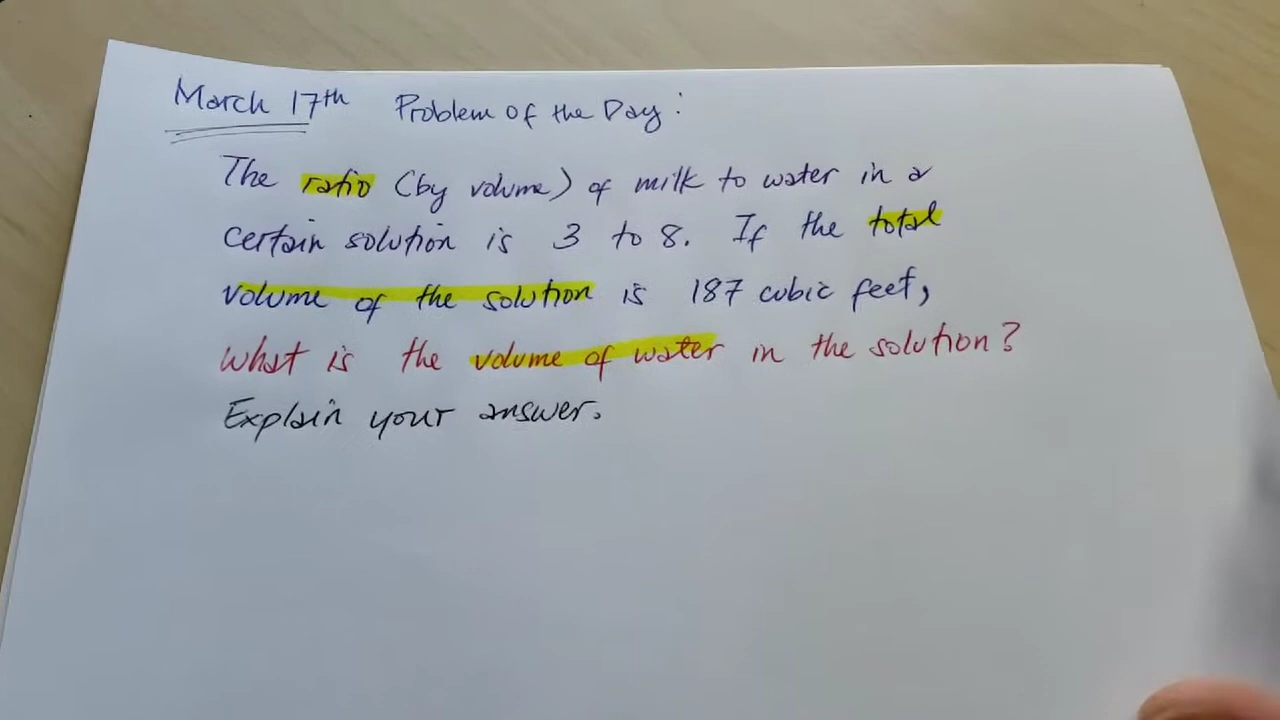 March 17th Problem of the Day:
The ratio (by volume) of milk to water in a
certain solution is 3 to 8. If the total
volume of the solution is 187 cubic feet,
what is the volume of water in the solution?
Explain your answer.